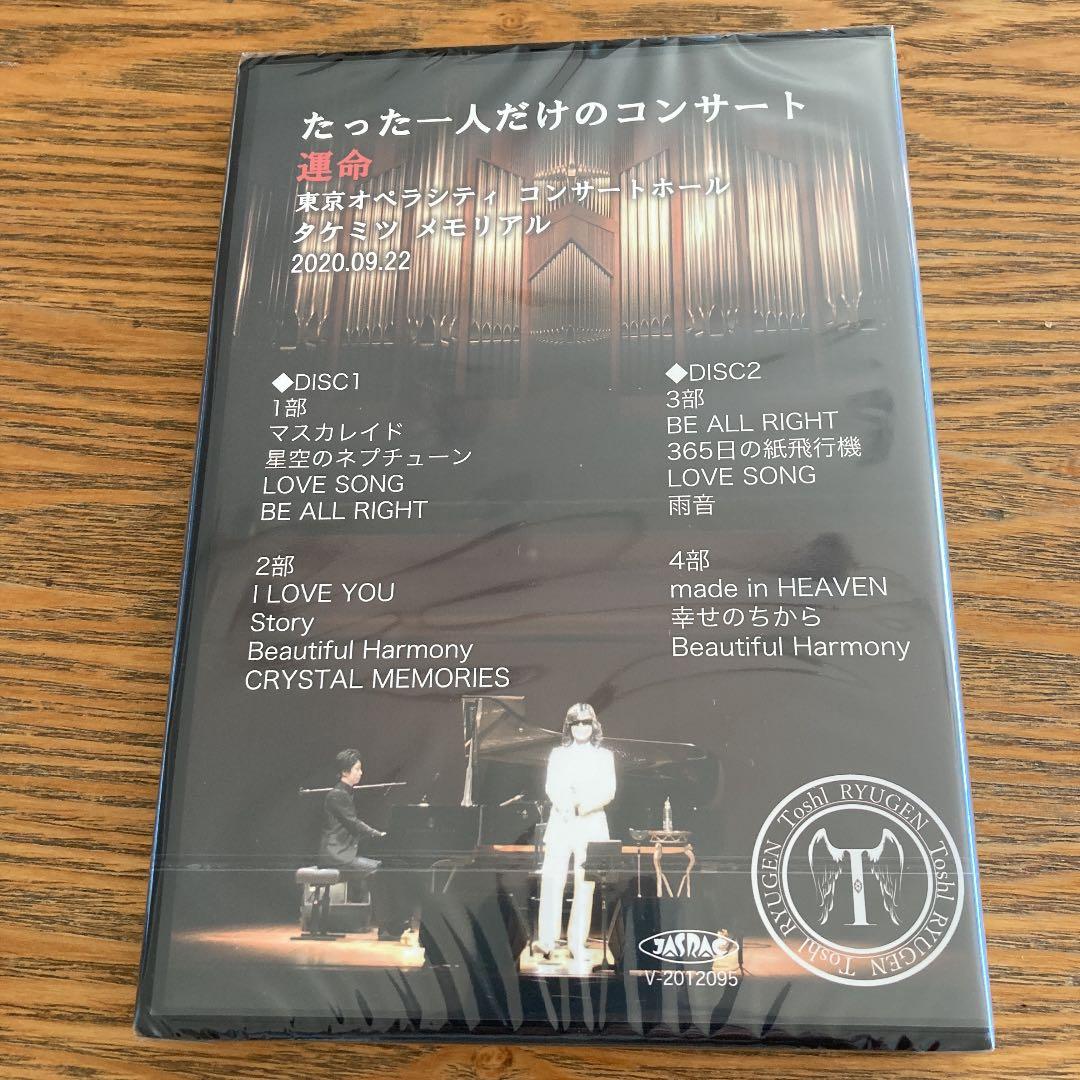 たった一人だけのコンサート
運命
東京オペラシティ コンサートホール
タケミツ メモリアル
2020.09.22
◆DISC1
1部
マスカレイド
星空のネプチューン
LOVE SONG
BE ALL RIGHT
2部
I LOVE YOU
Story
Beautiful Harmony
CRYSTAL MEMORIES
◆DISC2
3部
BE ALL RIGHT
365日の紙飛行機
LOVE SONG
雨音
4部
made in HEAVEN
幸せのちから
Beautiful Harmony
JASRAC
V-2012095
Toshl RYUGEN Toshl RYUGEN Toshl RYUGEN
T